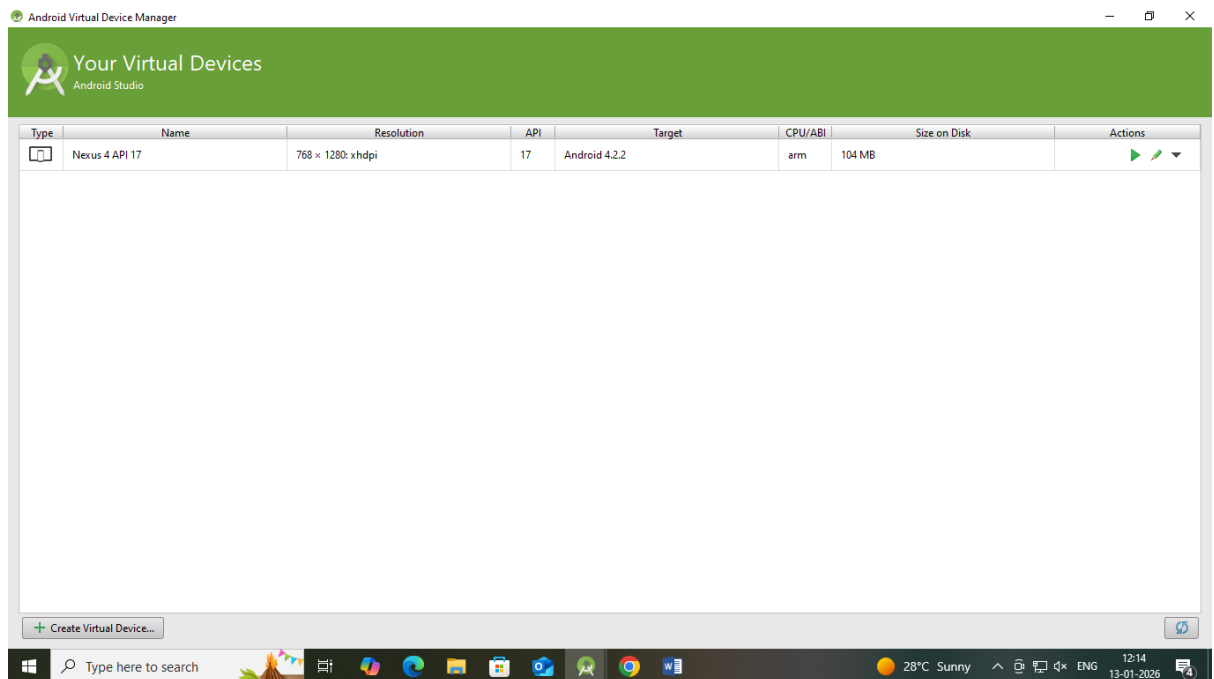 Android Virtual Device Manager
Your Virtual Devices
Android Studio
Type Name Resolution API Target CPU/ABI Size on Disk Actions
Nexus 4 API 17 768 × 1280: xhdpi 17 Android 4.2.2 arm 104 MB
Create Virtual Device...
Type here to search 28°C Sunny ENG 12:14
13-01-2026 4